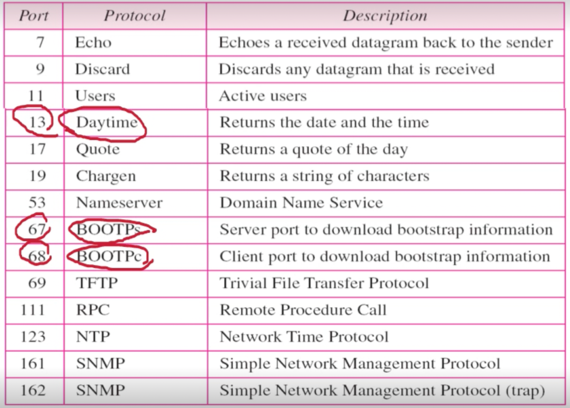 Port Protocol Description
7 Echo Echoes a received datagram back to the sender
9 Discard Discards any datagram that is received
11 Users Active users
13 Daytime Returns the date and the time
17 Quote Returns a quote of the day
19 Chargen Returns a string of characters
53 Nameserver Domain Name Service
67 BOOTPs Server port to download bootstrap information
68 BOOTPc Client port to download bootstrap information
69 TFTP Trivial File Transfer Protocol
111 RPC Remote Procedure Call
123 NTP Network Time Protocol
161 SNMP Simple Network Management Protocol
162 SNMP Simple Network Management Protocol (trap)